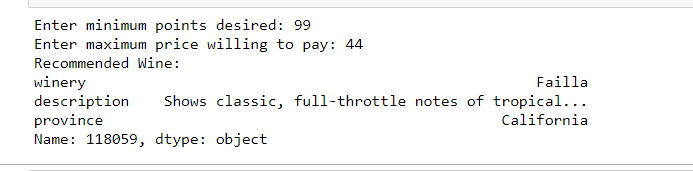 Enter minimum points desired: 99
Enter maximum price willing to pay: 44
Recommended Wine:
winery Failla
description Shows classic, full-throttle notes of tropical...
province California
Name: 118059, dtype: object